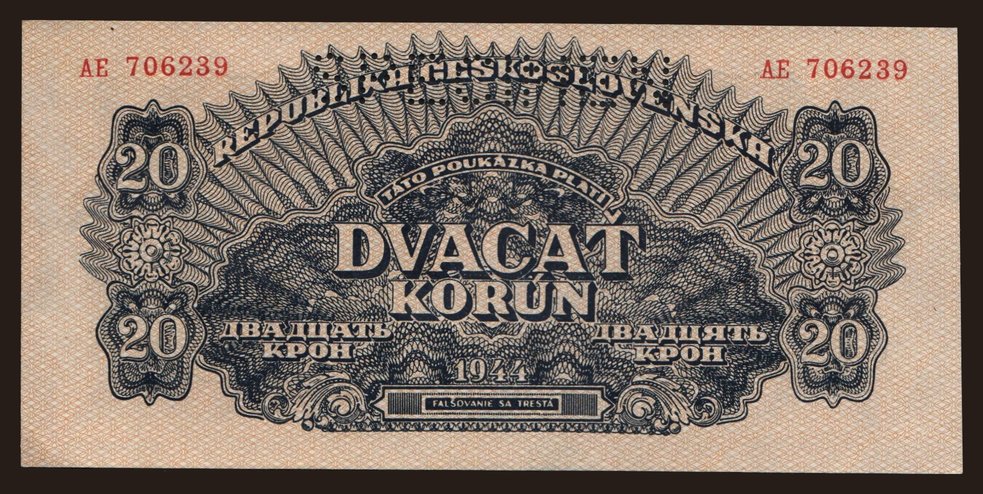 AE 706239
AE 706239
REPUBLIKA ČESKOSLOVENSKÁ
20
20
TÁTO POUKÁZKA PLATÍ
DVACAŤ
KORÚN
20
20
ДВАДЦАТЬ
КРОН
ДВАДЦЯТЬ
КРОН
1944
FALŠOVANIE SA TRESTÁ